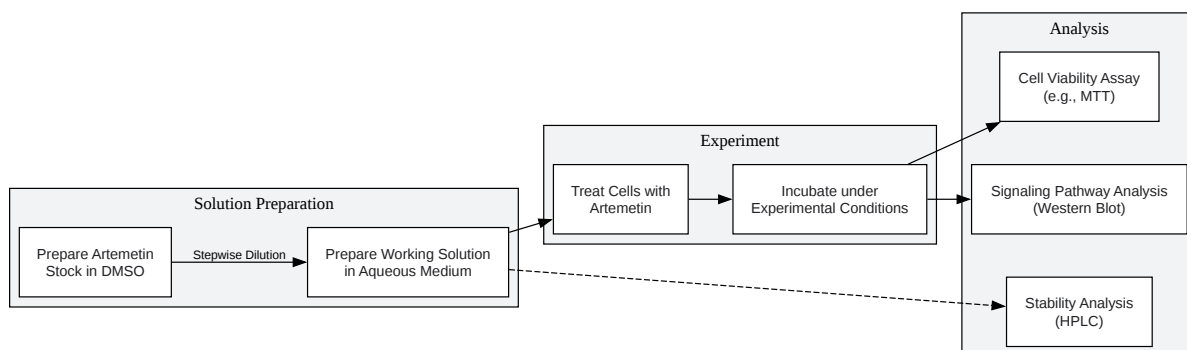 Solution Preparation
Prepare Artemetin
Stock in DMSO
Stepwise Dilution
Prepare Working Solution
in Aqueous Medium
Experiment
Treat Cells with
Artemetin
Incubate under
Experimental Conditions
Analysis
Cell Viability Assay
(e.g., MTT)
Signaling Pathway Analysis
(Western Blot)
Stability Analysis
(HPLC)